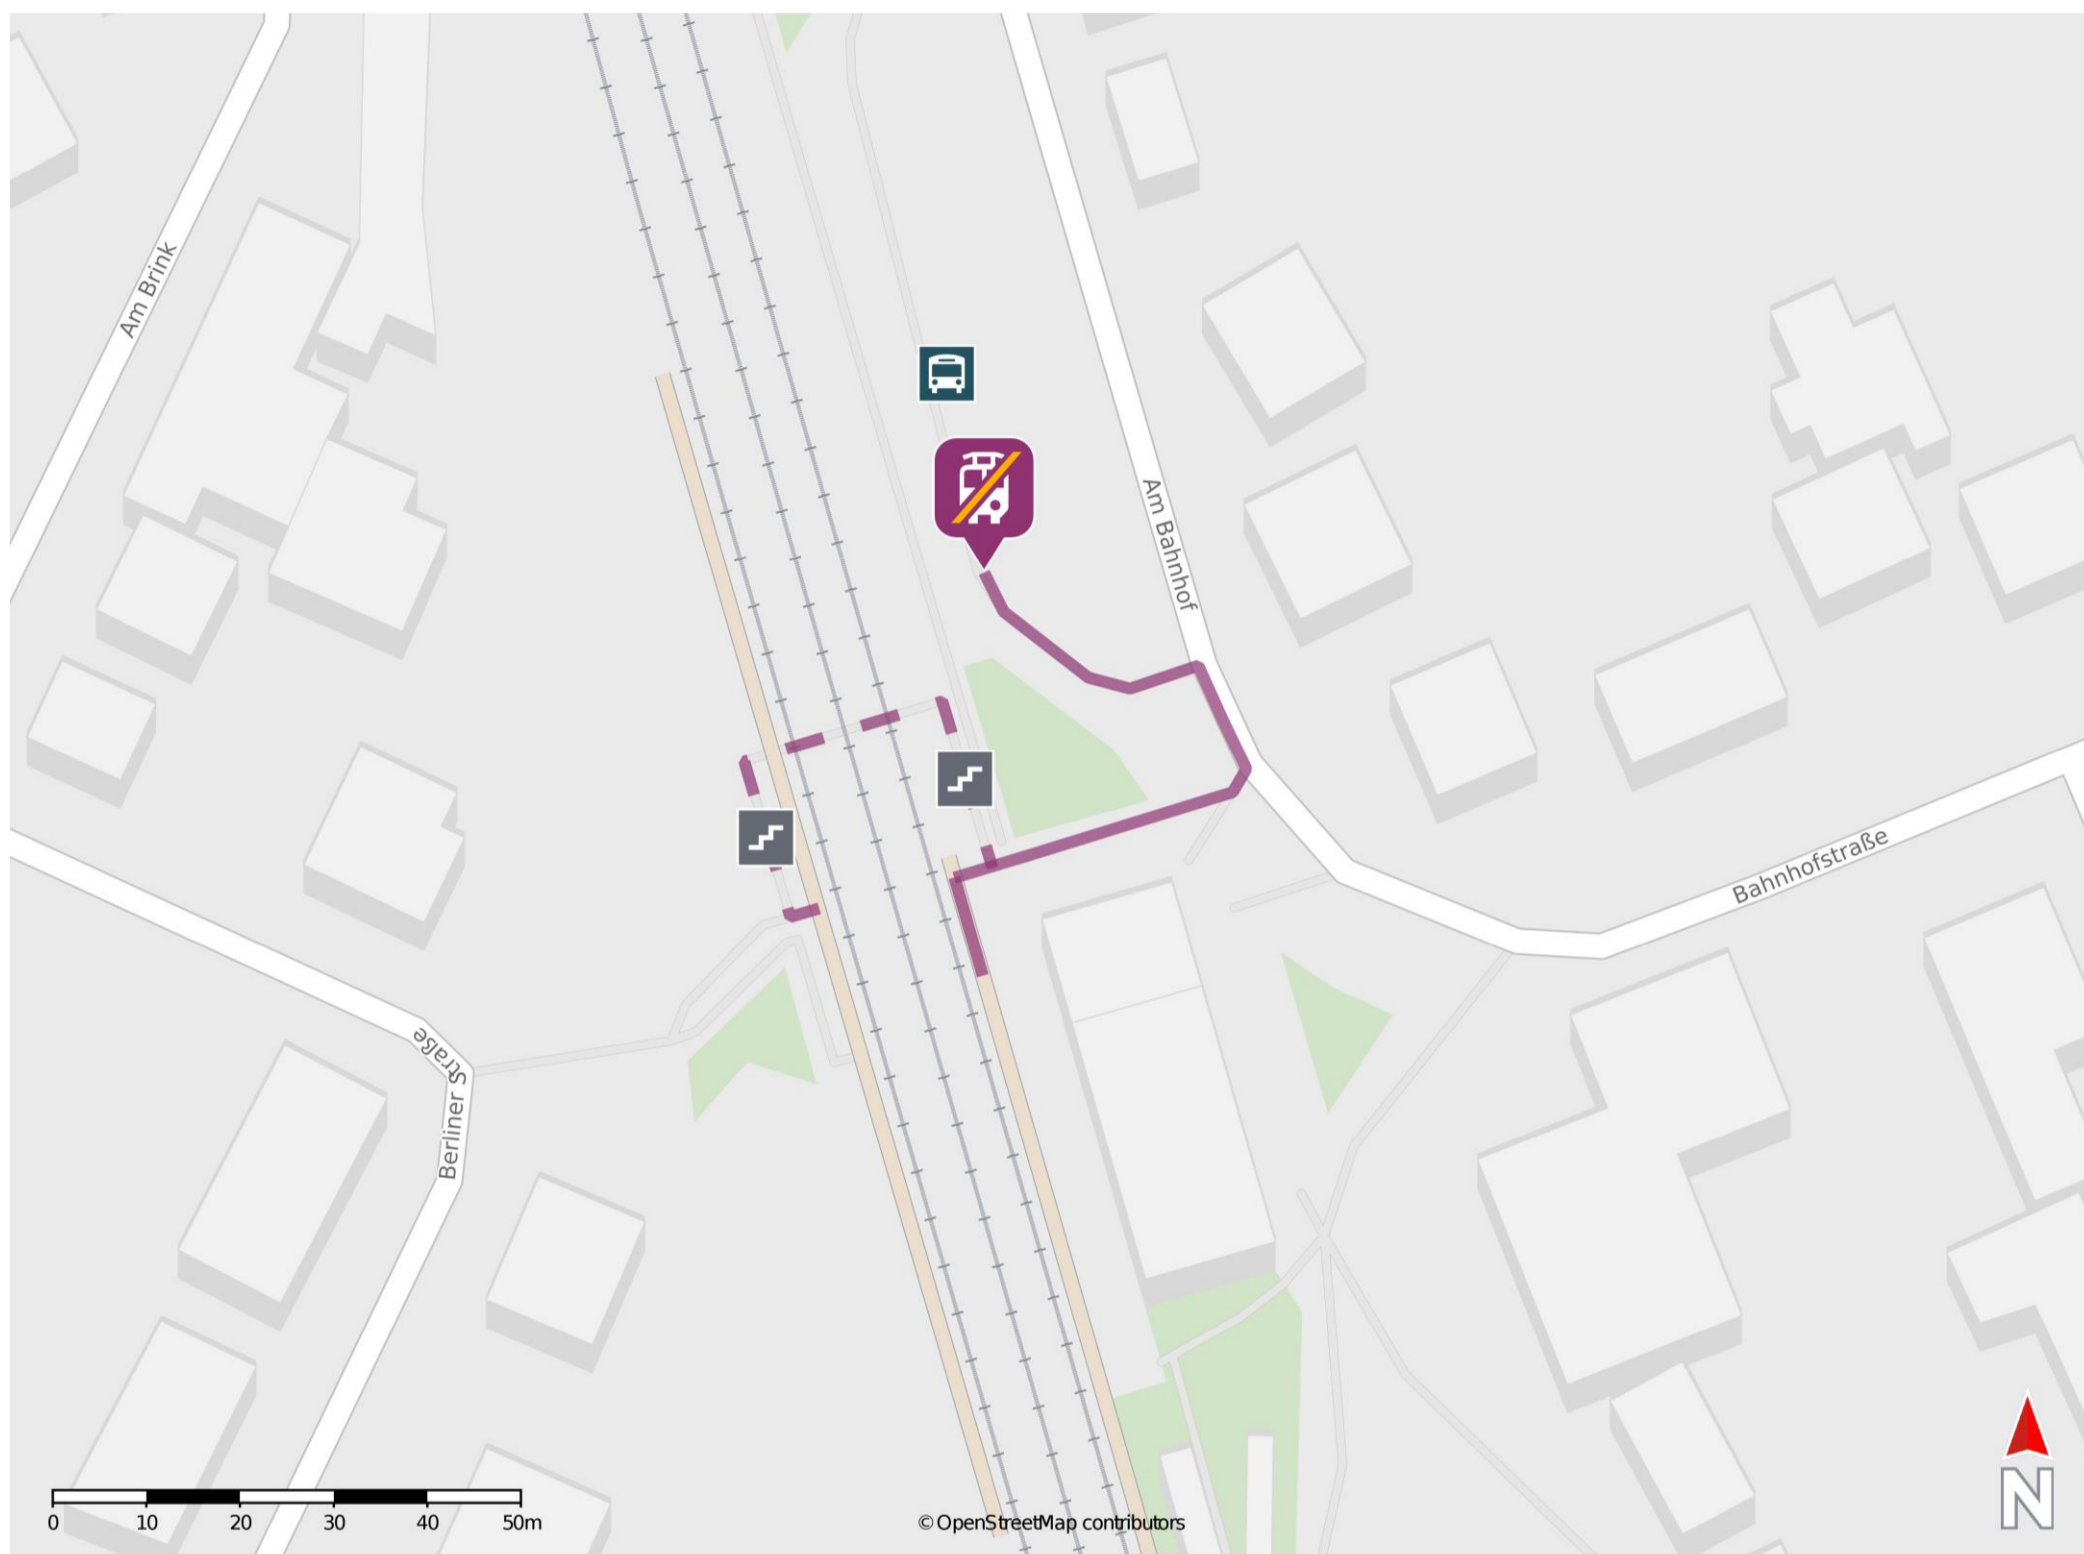 Am Brink
Am Bahnhof
Bahnhofstraße
Berliner Straße
0 10 20 30 40 50m
© OpenStreetMap contributors
N